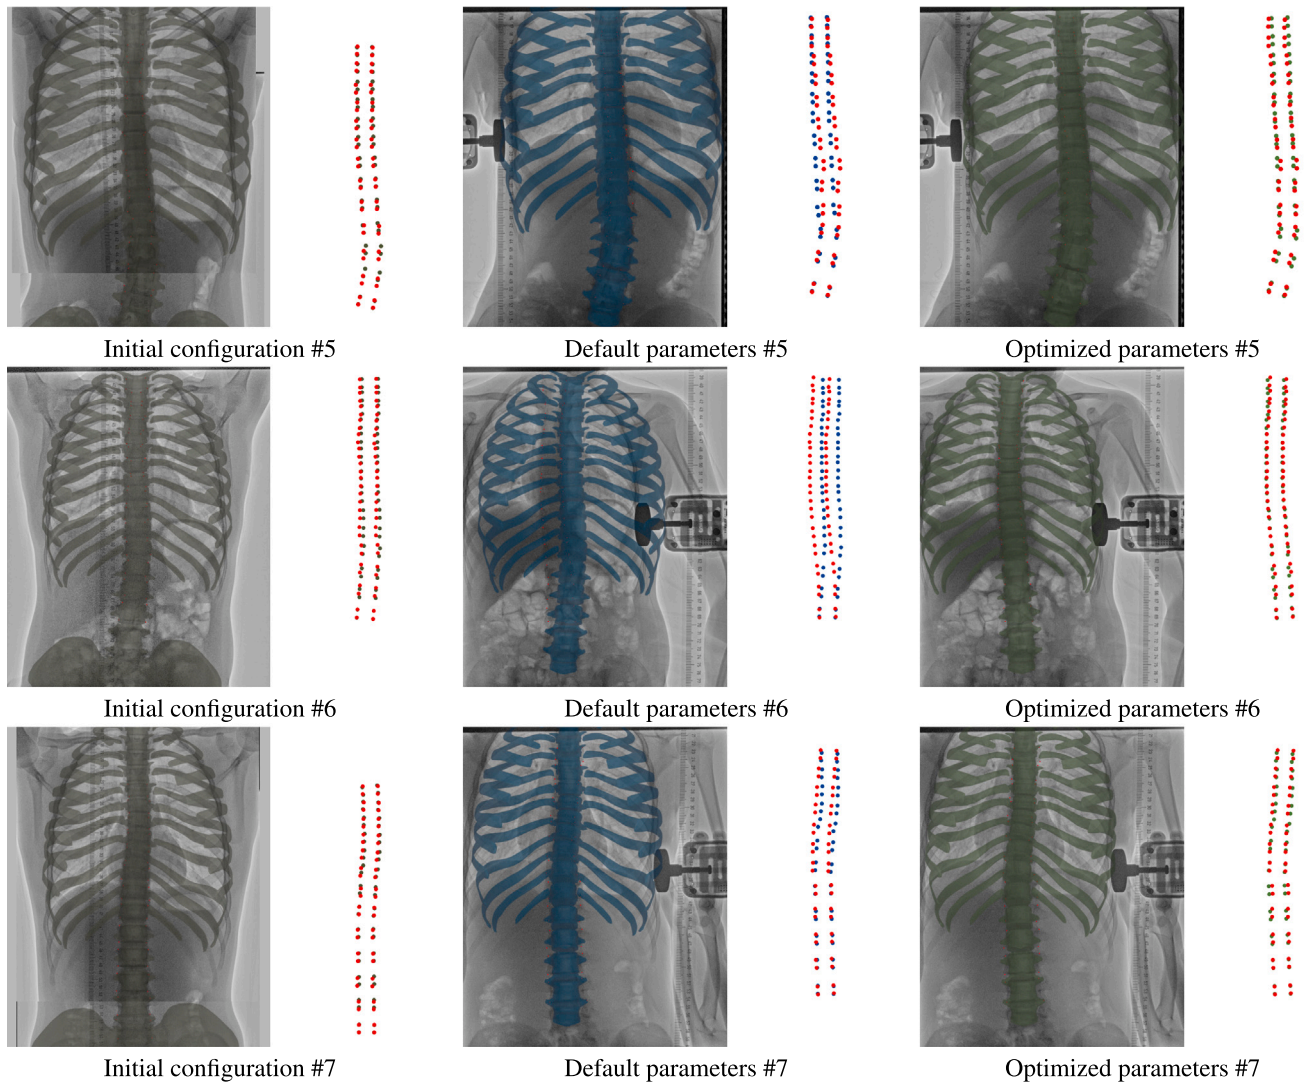 Initial configuration #5
Default parameters #5
Optimized parameters #5
Initial configuration #6
Default parameters #6
Optimized parameters #6
Initial configuration #7
Default parameters #7
Optimized parameters #7